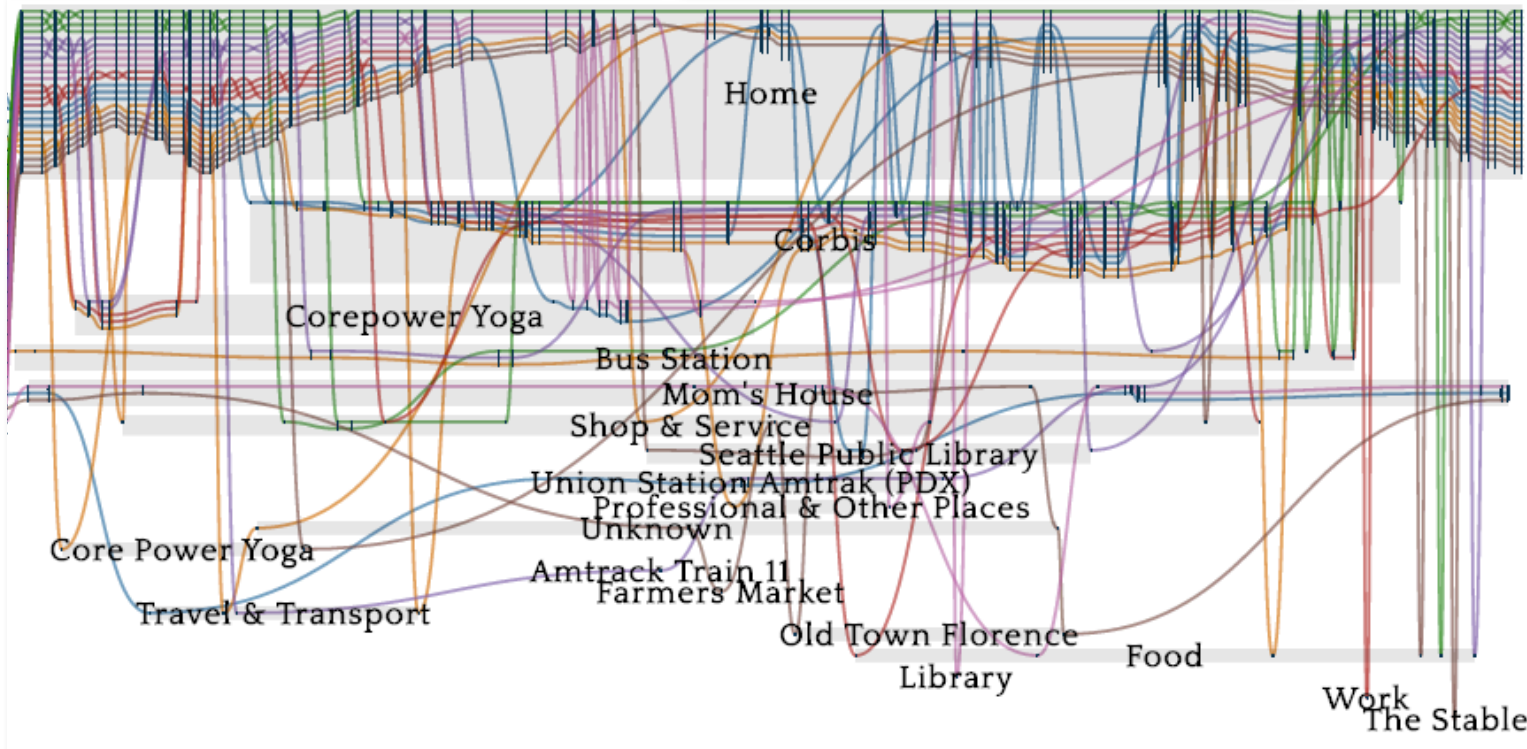 Home
Corbis
Corepower Yoga
Bus Station
Mom's House
Shop & Service
Seattle Public Library
Union Station Amtrak (PDX)
Professional & Other Places
Unknown
Core Power Yoga
Amtrack Train 11
Farmers Market
Travel & Transport
Old Town Florence
Food
Library
Work
The Stable